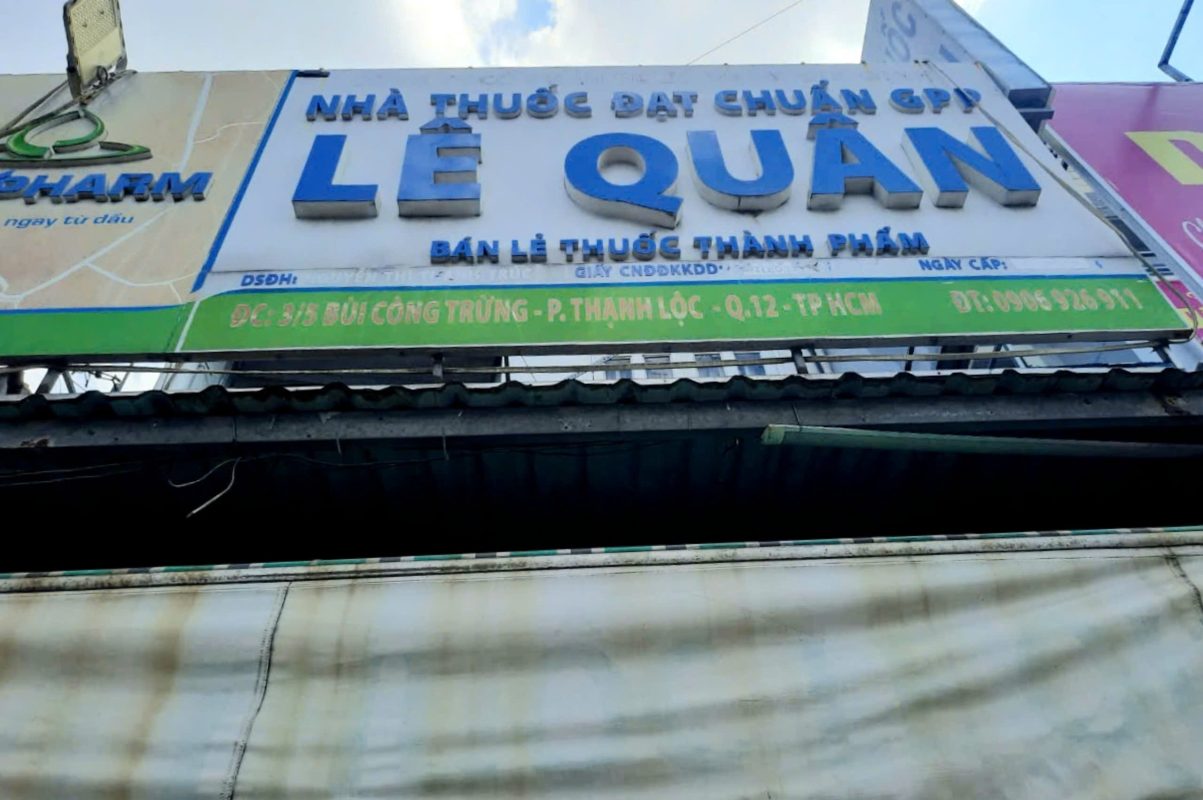 NHÀ THUỐC ĐẠT CHUẨN GPP
LÊ QUÂN
BÁN LẺ THUỐC THÀNH PHẨM
DSĐH: GIẤY CNĐĐKKDD NGÀY CẤP:
ĐC: 3/5 BÙI CÔNG TRỪNG - P. THẠNH LỘC - Q.12 - TP HCM ĐT: 0906 926 911
PHARM
ngay từ đầu